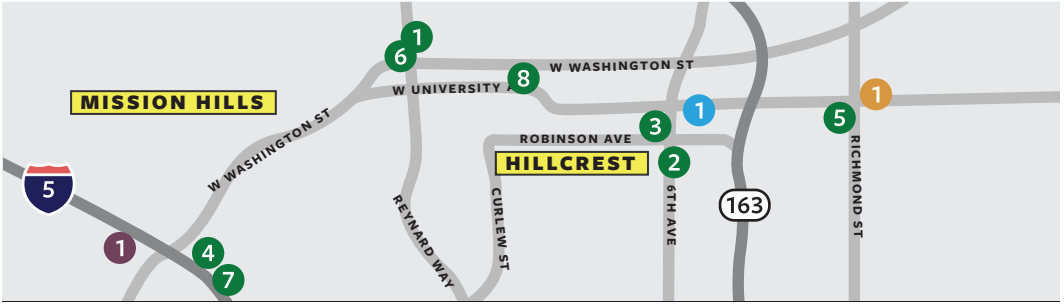 1
6
W WASHINGTON ST
8
W UNIVERSITY A
MISSION HILLS
1
1
5
3
ROBINSON AVE
HILLCREST
2
W WASHINGTON ST
5
RICHMOND ST
163
6TH AVE
CURLEW ST
REYNARD WAY
1
4
7